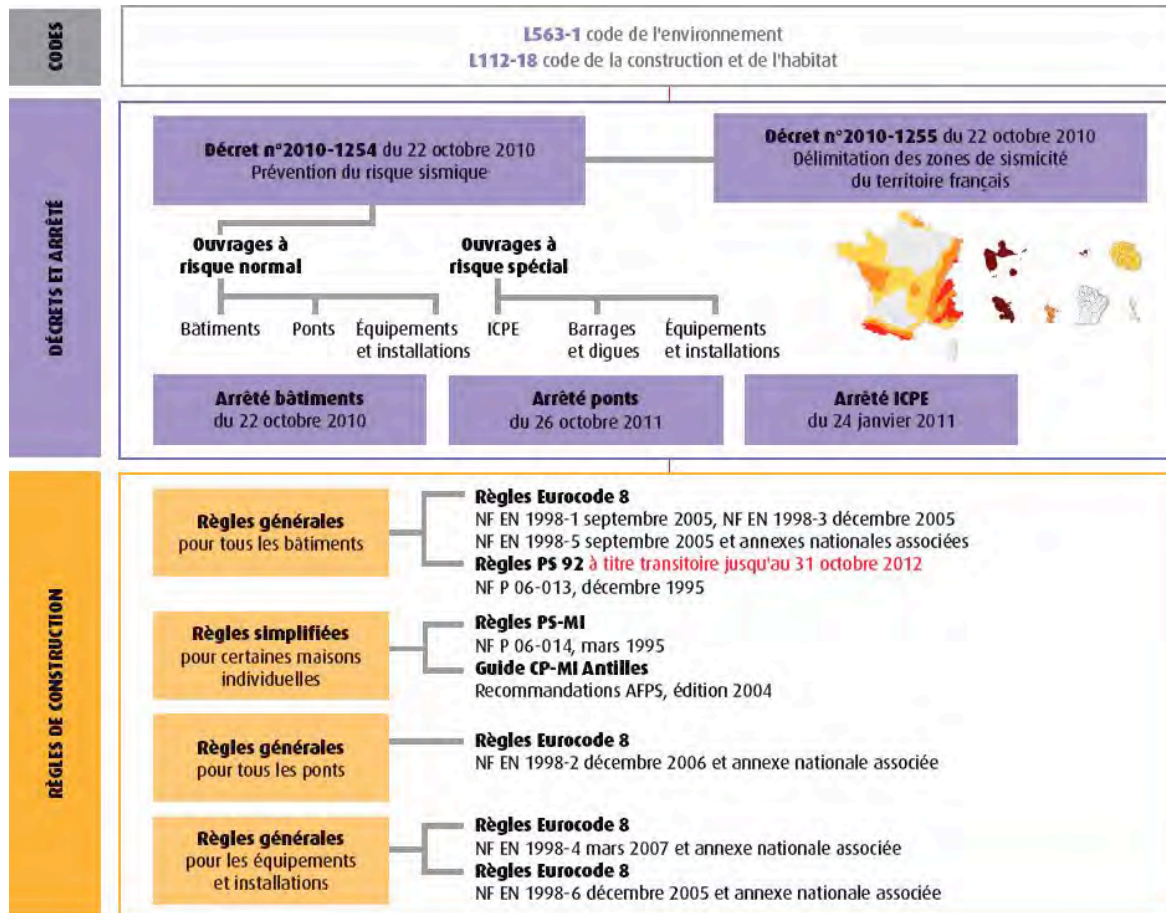 CODES
L563-1 code de l'environnement
L112-18 code de la construction et de l'habitat
DÉCRETS ET ARRÊTÉ
Décret n°2010-1254 du 22 octobre 2010
Prévention du risque sismique
Décret n°2010-1255 du 22 octobre 2010
Délimitation des zones de sismicité
du territoire français
Ouvrages à
risque normal
Ouvrages à
risque spécial
Bâtiments
Ponts
Équipements
et installations
ICPE
Barrages
et digues
Équipements
et installations
Arrêté bâtiments
du 22 octobre 2010
Arrêté ponts
du 26 octobre 2011
Arrêté ICPE
du 24 janvier 2011
RÈGLES DE CONSTRUCTION
Règles générales
pour tous les bâtiments
Règles Eurocode 8
NF EN 1998-1 septembre 2005, NF EN 1998-3 décembre 2005
NF EN 1998-5 septembre 2005 et annexes nationales associées
Règles PS 92 à titre transitoire jusqu'au 31 octobre 2012
NF P 06-013, décembre 1995
Règles simplifiées
pour certaines maisons
individuelles
Règles PS-MI
NF P 06-014, mars 1995
Guide CP-MI Antilles
Recommandations AFPS, édition 2004
Règles générales
pour tous les ponts
Règles Eurocode 8
NF EN 1998-2 décembre 2006 et annexe nationale associée
Règles générales
pour les équipements
et installations
Règles Eurocode 8
NF EN 1998-4 mars 2007 et annexe nationale associée
Règles Eurocode 8
NF EN 1998-6 décembre 2005 et annexe nationale associée